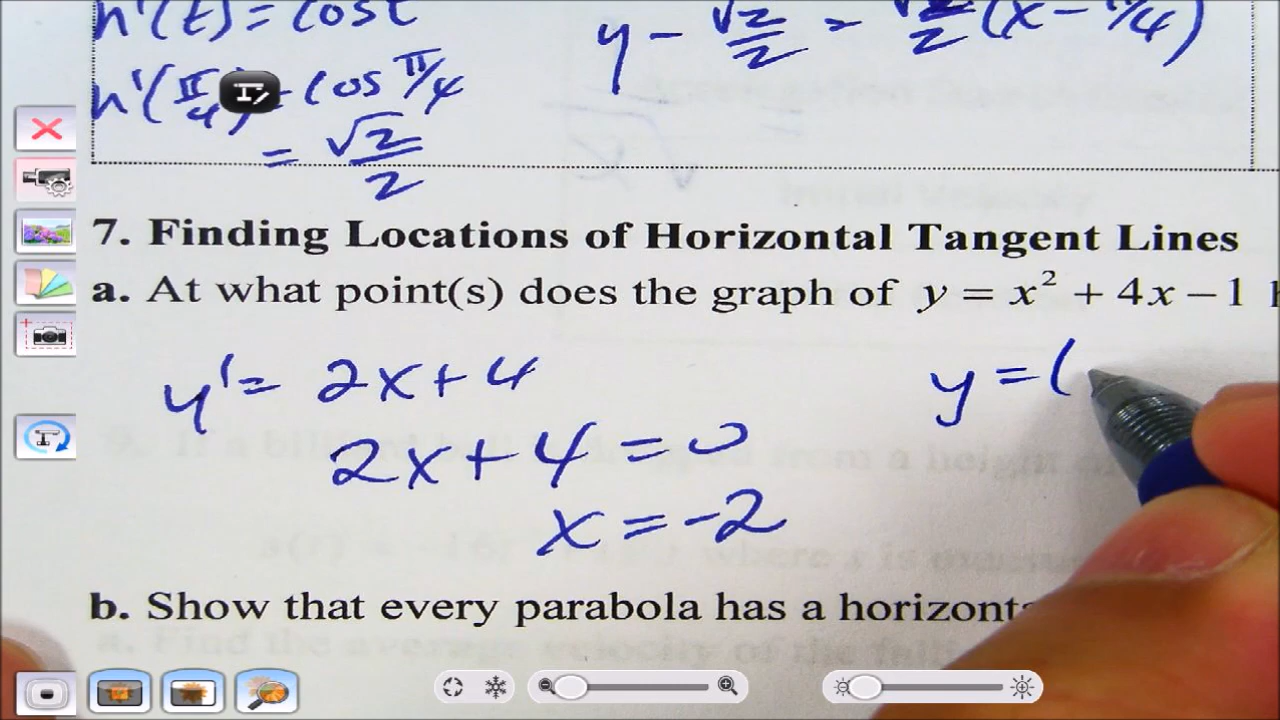 h'(t) = cos t
y - √2/2 = √2/2 (x - π/4)
h'(π/4) = cos π/4
= √2/2
7. Finding Locations of Horizontal Tangent Lines
a. At what point(s) does the graph of y = x² + 4x − 1
y' = 2x + 4
y = (
2x + 4 = 0
x = -2
b. Show that every parabola has a horizont